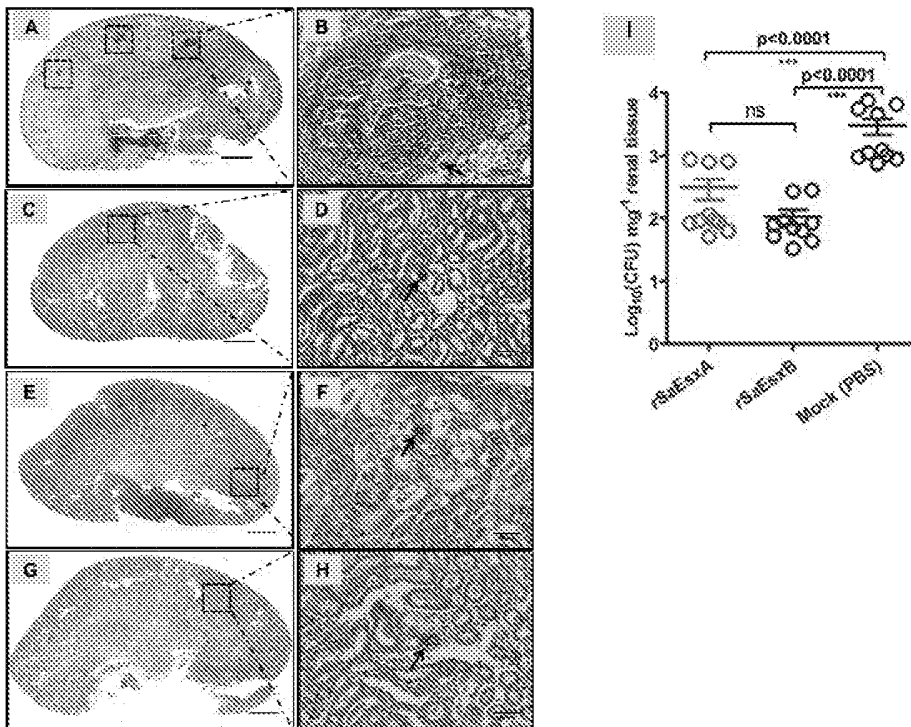 A
B
C
D
E
F
G
H
I
p<0.0001
***
p<0.0001
***
ns
4
3
2
1
0
Log₁₀(CFU) mg⁻¹ renal tissue
rSaEsxA
rSaEsxB
Mock (PBS)